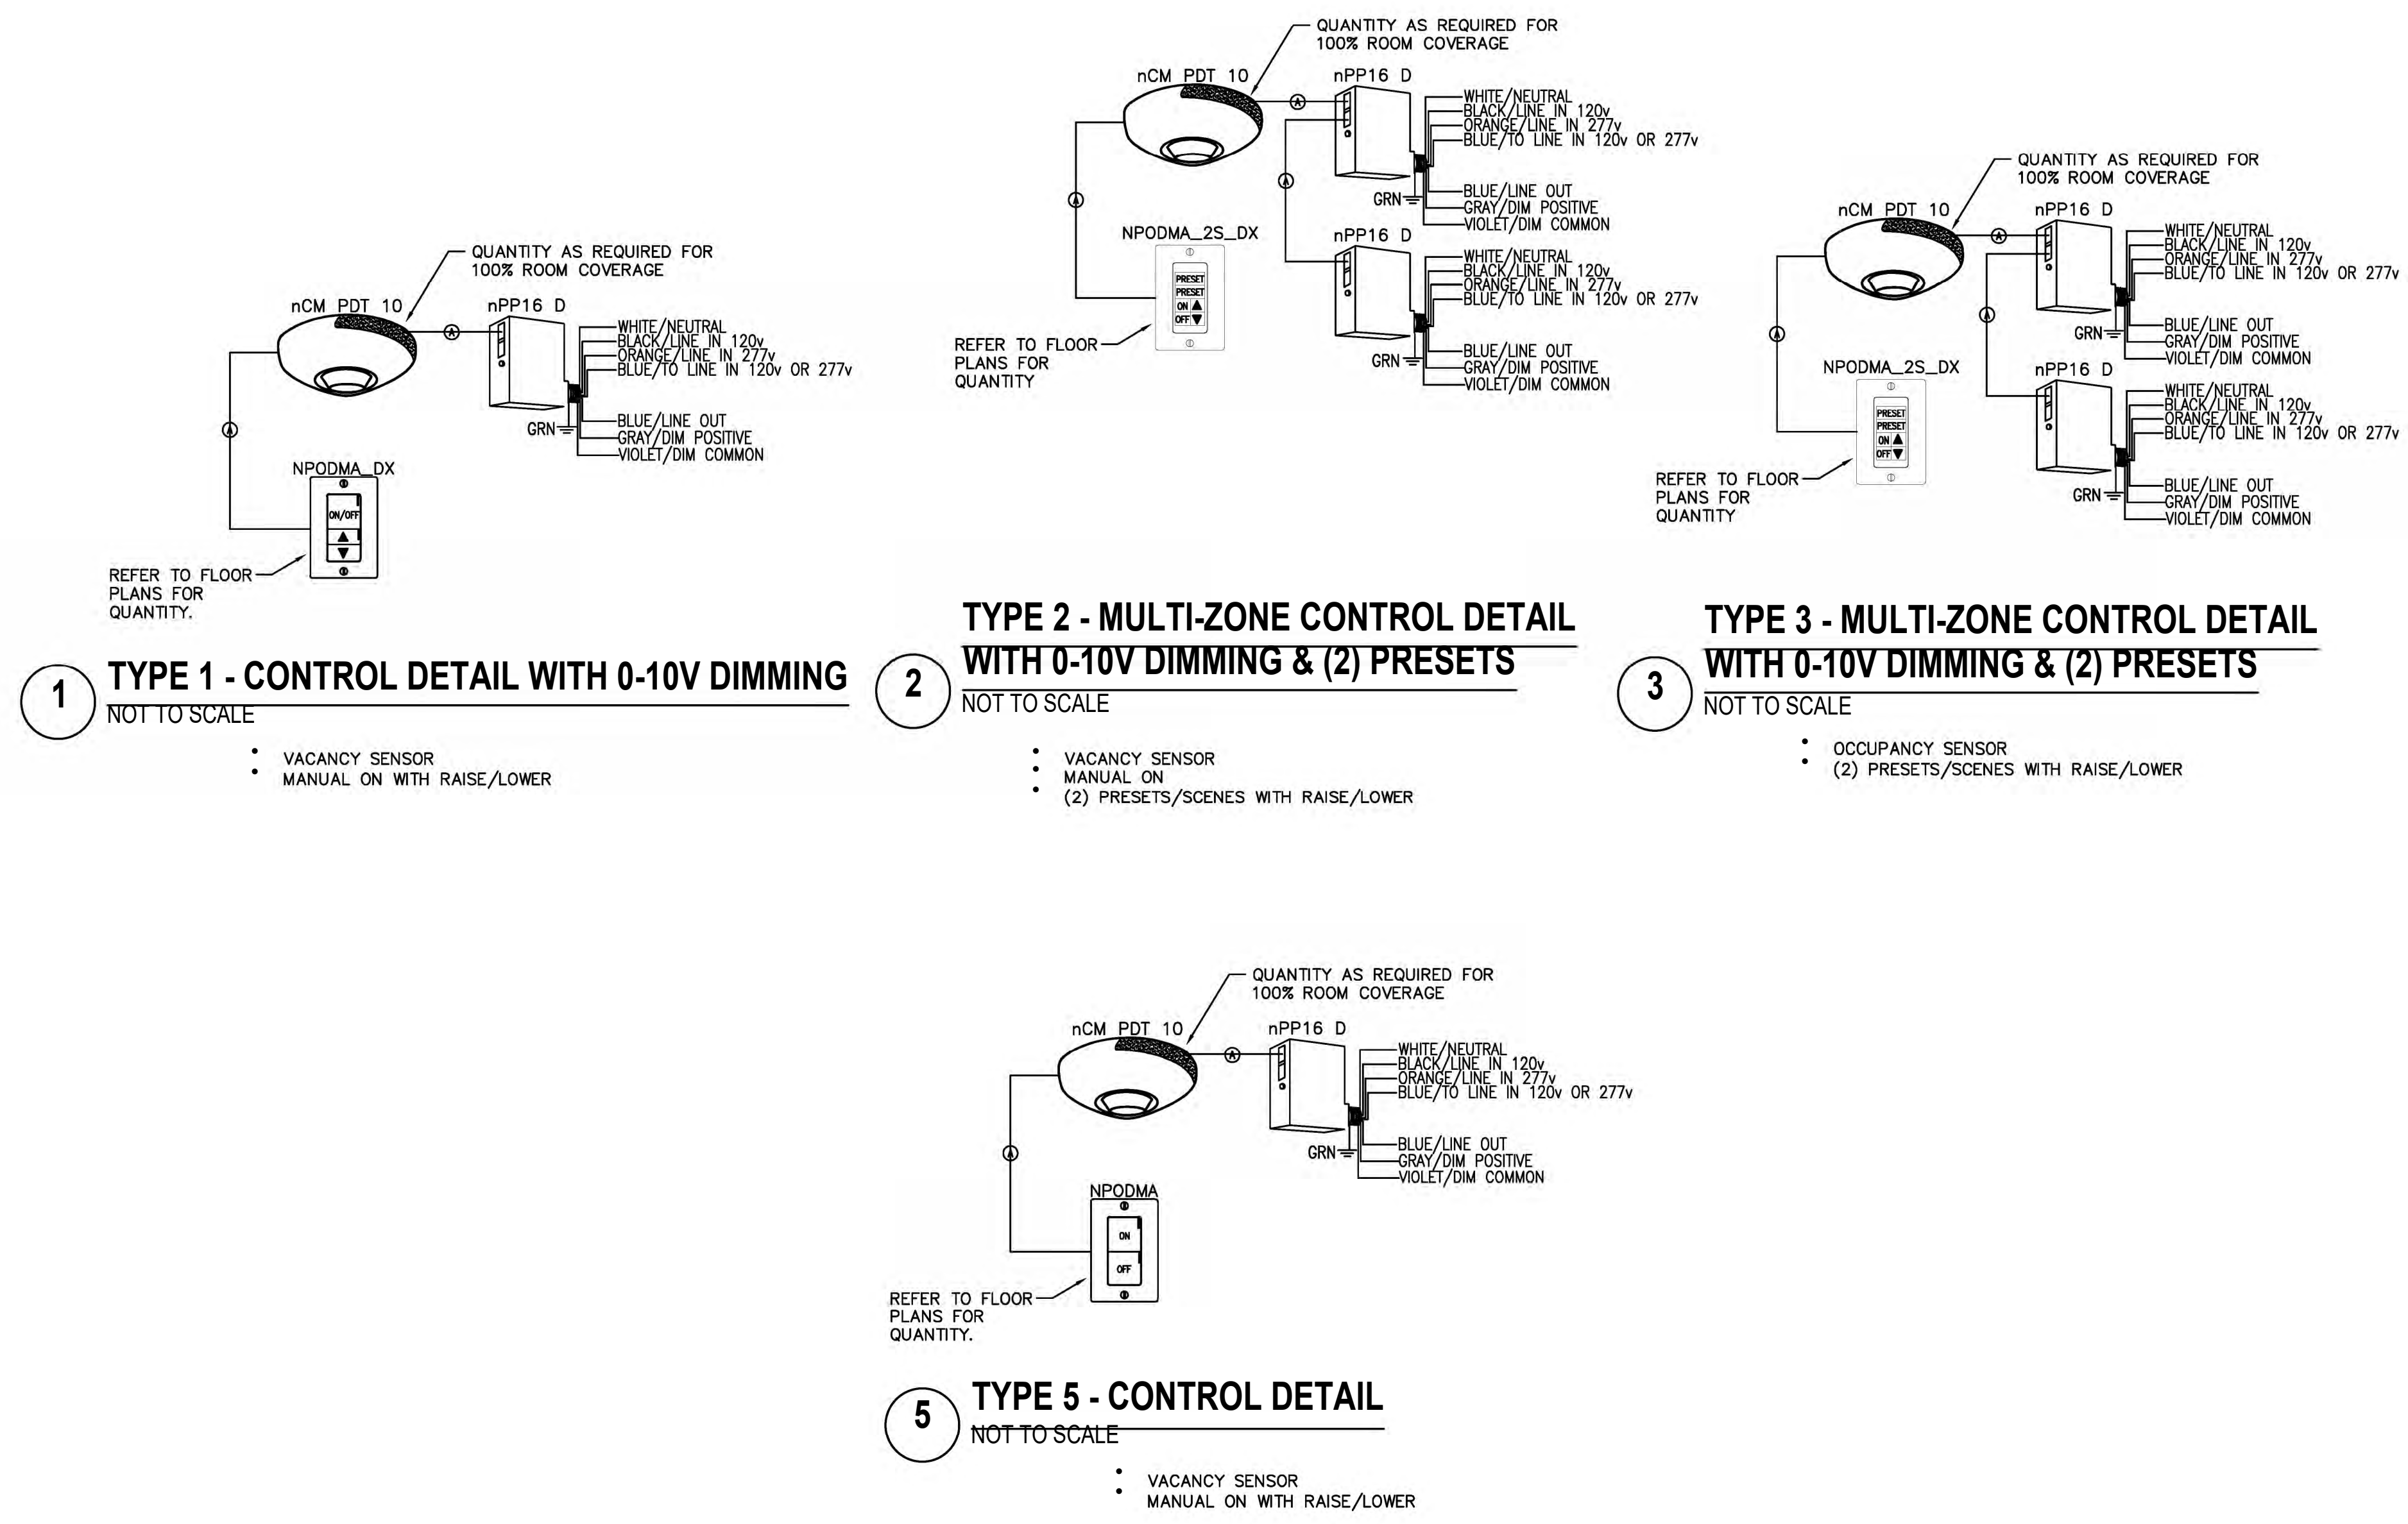 QUANTITY AS REQUIRED FOR
100% ROOM COVERAGE
nCM PDT 10
nPP16 D
WHITE/NEUTRAL
BLACK/LINE IN 120v
ORANGE/LINE IN 277v
BLUE/TO LINE IN 120v OR 277v
A
BLUE/LINE OUT
GRAY/DIM POSITIVE
VIOLET/DIM COMMON
GRN
A
NPODMA_DX
ON/OFF
REFER TO FLOOR
PLANS FOR
QUANTITY.
1
TYPE 1 - CONTROL DETAIL WITH 0-10V DIMMING
NOT TO SCALE
• VACANCY SENSOR
• MANUAL ON WITH RAISE/LOWER
QUANTITY AS REQUIRED FOR
100% ROOM COVERAGE
nCM PDT 10
nPP16 D
WHITE/NEUTRAL
BLACK/LINE IN 120v
ORANGE/LINE IN 277v
BLUE/TO LINE IN 120v OR 277v
A
A
A
BLUE/LINE OUT
GRAY/DIM POSITIVE
VIOLET/DIM COMMON
GRN
NPODMA_2S_DX
PRESET
PRESET
ON
OFF
nPP16 D
WHITE/NEUTRAL
BLACK/LINE IN 120v
ORANGE/LINE IN 277v
BLUE/TO LINE IN 120v OR 277v
BLUE/LINE OUT
GRAY/DIM POSITIVE
VIOLET/DIM COMMON
GRN
REFER TO FLOOR
PLANS FOR
QUANTITY
2
TYPE 2 - MULTI-ZONE CONTROL DETAIL
WITH 0-10V DIMMING & (2) PRESETS
NOT TO SCALE
• VACANCY SENSOR
• MANUAL ON
• (2) PRESETS/SCENES WITH RAISE/LOWER
QUANTITY AS REQUIRED FOR
100% ROOM COVERAGE
nCM PDT 10
nPP16 D
WHITE/NEUTRAL
BLACK/LINE IN 120v
ORANGE/LINE IN 277v
BLUE/TO LINE IN 120v OR 277v
A
A
A
BLUE/LINE OUT
GRAY/DIM POSITIVE
VIOLET/DIM COMMON
GRN
NPODMA_2S_DX
PRESET
PRESET
ON
OFF
nPP16 D
WHITE/NEUTRAL
BLACK/LINE IN 120v
ORANGE/LINE IN 277v
BLUE/TO LINE IN 120v OR 277v
BLUE/LINE OUT
GRAY/DIM POSITIVE
VIOLET/DIM COMMON
GRN
REFER TO FLOOR
PLANS FOR
QUANTITY
3
TYPE 3 - MULTI-ZONE CONTROL DETAIL
WITH 0-10V DIMMING & (2) PRESETS
NOT TO SCALE
• OCCUPANCY SENSOR
• (2) PRESETS/SCENES WITH RAISE/LOWER
QUANTITY AS REQUIRED FOR
100% ROOM COVERAGE
nCM PDT 10
nPP16 D
WHITE/NEUTRAL
BLACK/LINE IN 120v
ORANGE/LINE IN 277v
BLUE/TO LINE IN 120v OR 277v
A
A
BLUE/LINE OUT
GRAY/DIM POSITIVE
VIOLET/DIM COMMON
GRN
NPODMA
ON
OFF
REFER TO FLOOR
PLANS FOR
QUANTITY.
5
TYPE 5 - CONTROL DETAIL
NOT TO SCALE
• VACANCY SENSOR
• MANUAL ON WITH RAISE/LOWER